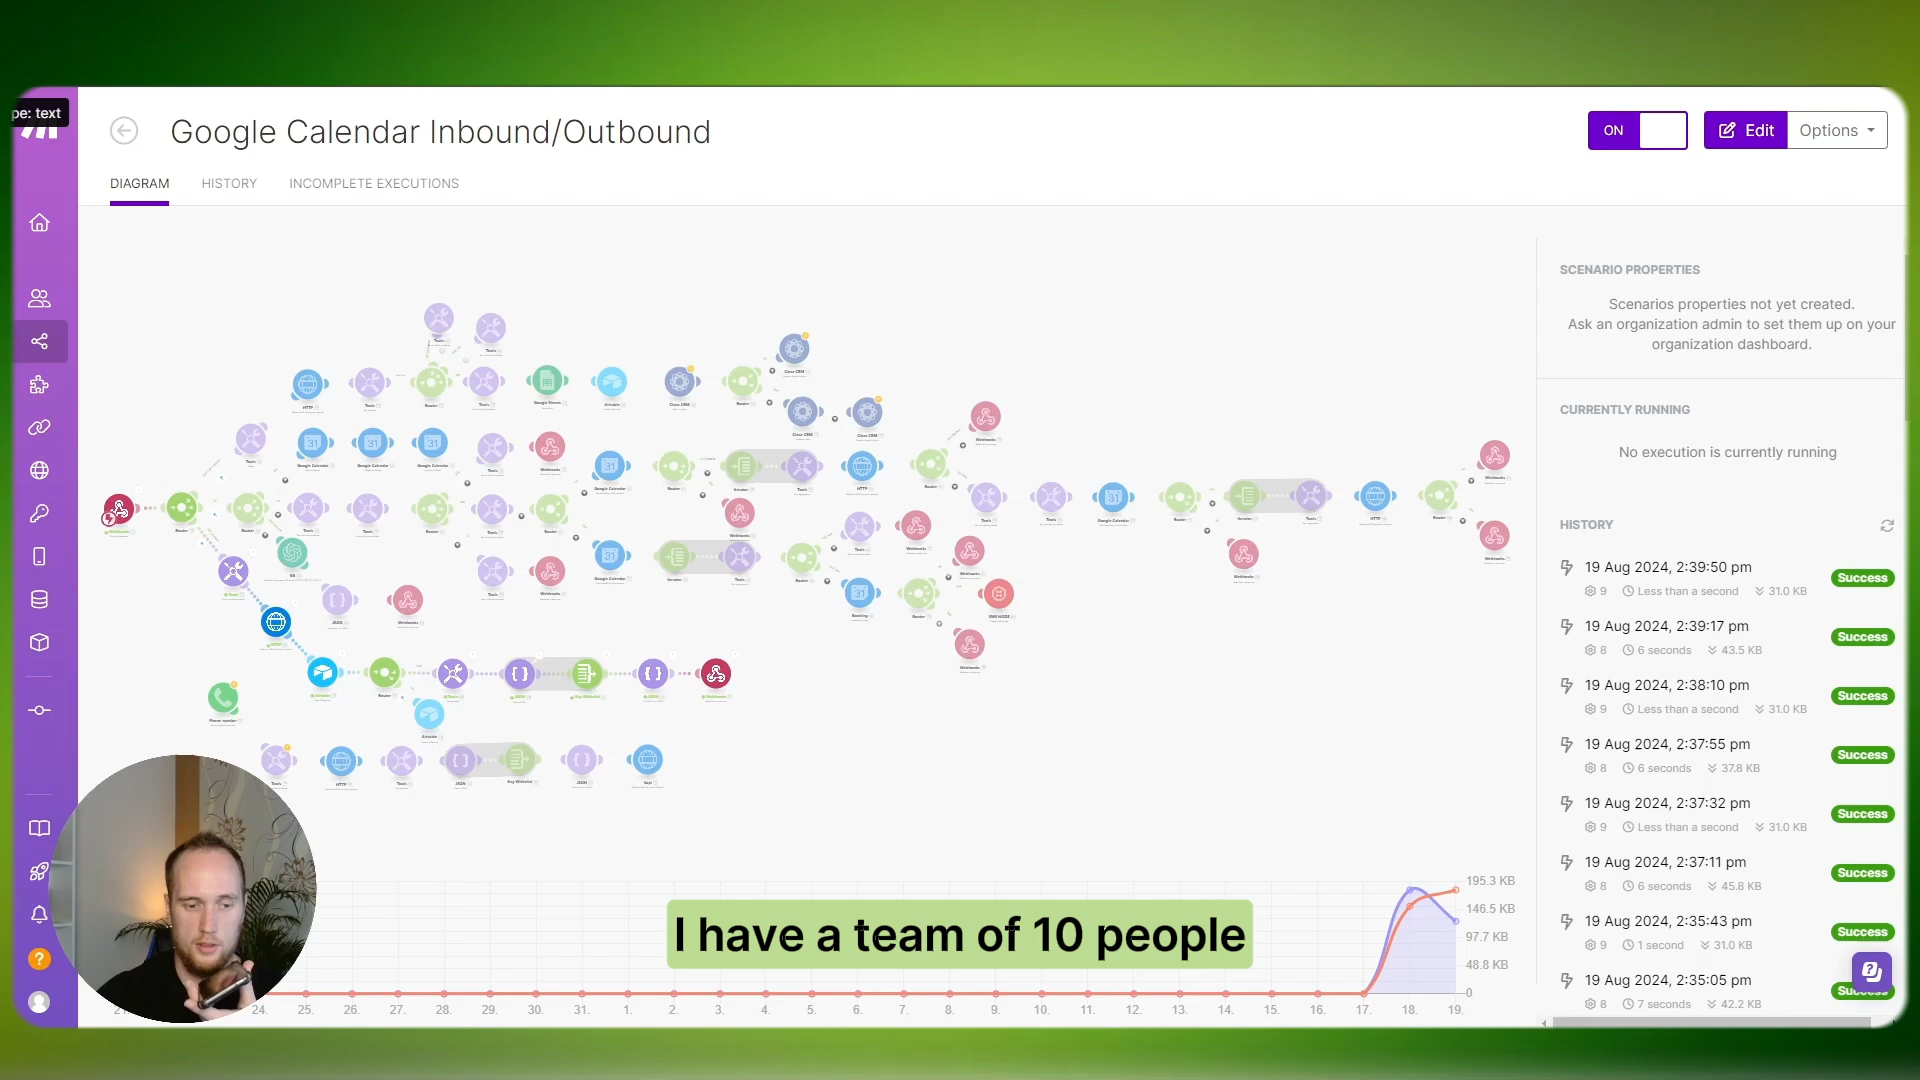 pe: text
Google Calendar Inbound/Outbound
ON
Edit
Options
DIAGRAM
HISTORY
INCOMPLETE EXECUTIONS
SCENARIO PROPERTIES
Scenarios properties not yet created.
Ask an organization admin to set them up on your
organization dashboard.
CURRENTLY RUNNING
No execution is currently running
HISTORY
19 Aug 2024, 2:39:50 pm
9 Less than a second 31.0 KB
Success
19 Aug 2024, 2:39:17 pm
8 6 seconds 43.5 KB
Success
19 Aug 2024, 2:38:10 pm
9 Less than a second 31.0 KB
Success
19 Aug 2024, 2:37:55 pm
8 6 seconds 37.8 KB
Success
19 Aug 2024, 2:37:32 pm
9 Less than a second 31.0 KB
Success
19 Aug 2024, 2:37:11 pm
8 6 seconds 45.8 KB
Success
19 Aug 2024, 2:35:43 pm
9 1 second 31.0 KB
Success
19 Aug 2024, 2:35:05 pm
8 7 seconds 42.2 KB
Success
195.3 KB
146.5 KB
97.7 KB
48.8 KB
0
I have a team of 10 people
24. 25. 26. 27. 28. 29. 30. 31. 1. 2. 3. 4. 5. 6. 7. 8. 9. 10. 11. 12. 13. 14. 15. 16. 17. 18. 19.